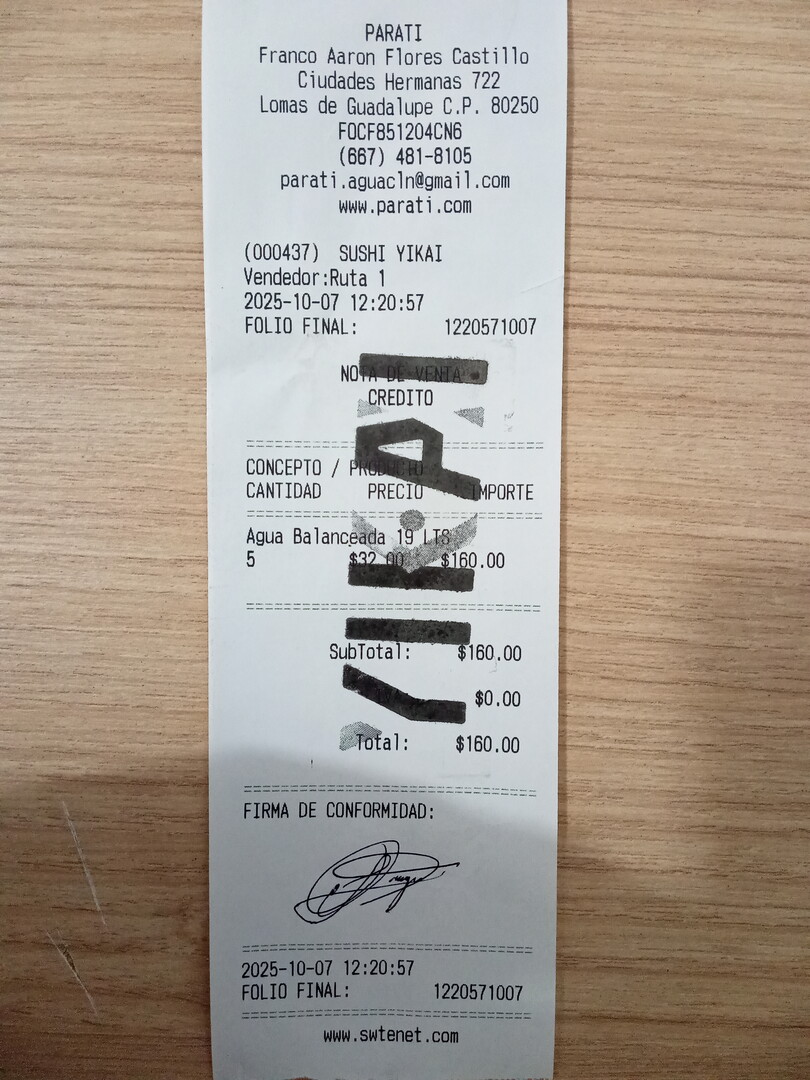 PARATI
Franco Aaron Flores Castillo
Ciudades Hermanas 722
Lomas de Guadalupe C.P. 80250
FOCF851204CN6
(667) 481-8105
parati.aguacln@gmail.com
www.parati.com
(000437) SUSHI YIKAI
Vendedor:Ruta 1
2025-10-07 12:20:57
FOLIO FINAL: 1220571007
NOTA DE VENTA
CREDITO
CONCEPTO / PRODUCTO
CANTIDAD PRECIO IMPORTE
Agua Balanceada 19 LTS
5 $32.00 $160.00
SubTotal: $160.00
$0.00
Total: $160.00
FIRMA DE CONFORMIDAD:
2025-10-07 12:20:57
FOLIO FINAL: 1220571007
www.swtenet.com
YIKAI